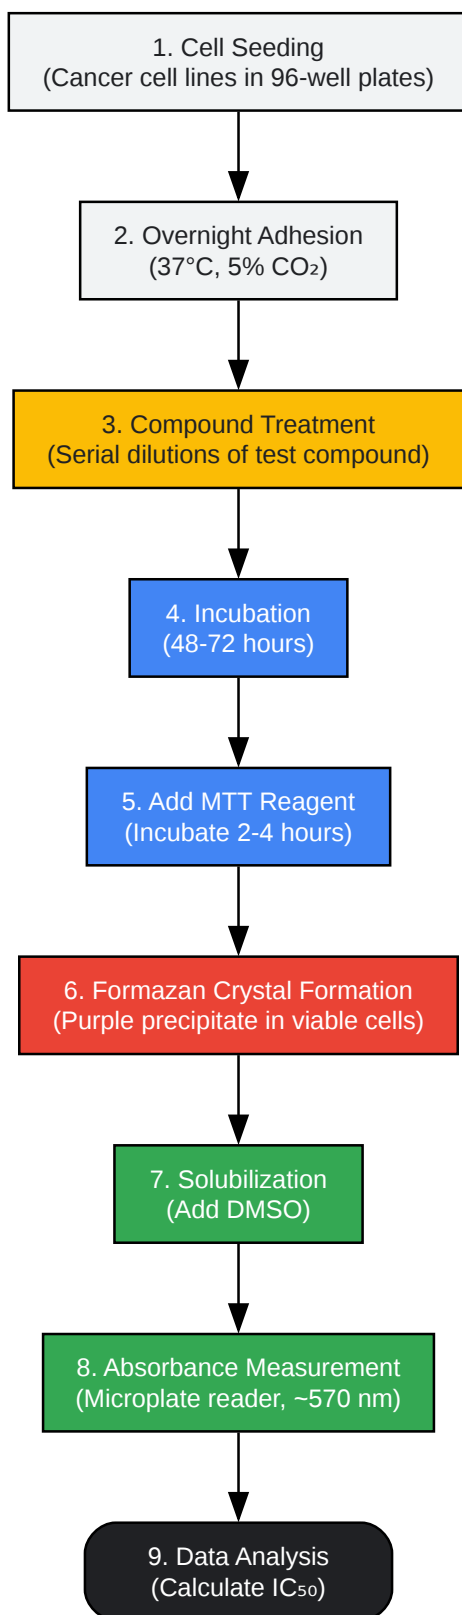 1. Cell Seeding
(Cancer cell lines in 96-well plates)
2. Overnight Adhesion
(37°C, 5% CO₂)
3. Compound Treatment
(Serial dilutions of test compound)
4. Incubation
(48-72 hours)
5. Add MTT Reagent
(Incubate 2-4 hours)
6. Formazan Crystal Formation
(Purple precipitate in viable cells)
7. Solubilization
(Add DMSO)
8. Absorbance Measurement
(Microplate reader, ~570 nm)
9. Data Analysis
(Calculate IC₅₀)